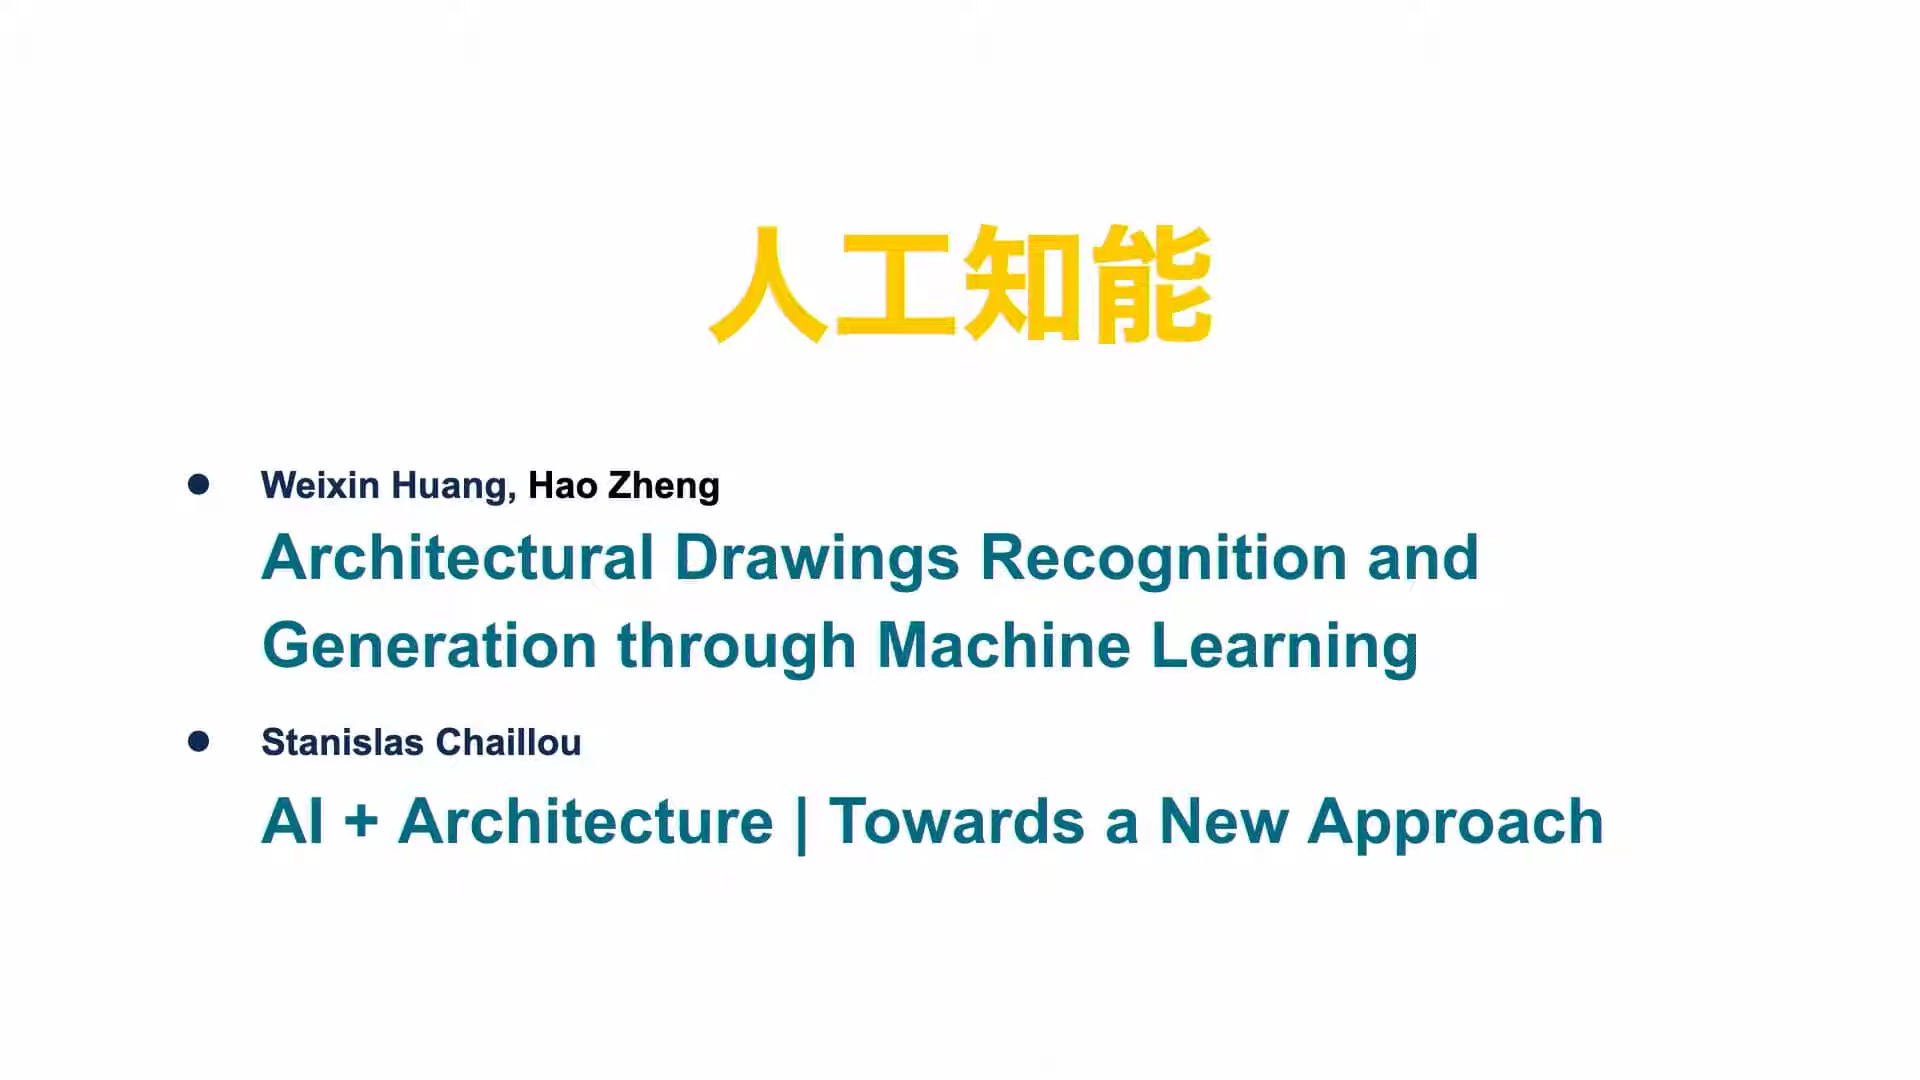 人工知能
● Weixin Huang, Hao Zheng
Architectural Drawings Recognition and
Generation through Machine Learning
● Stanislas Chaillou
AI + Architecture | Towards a New Approach